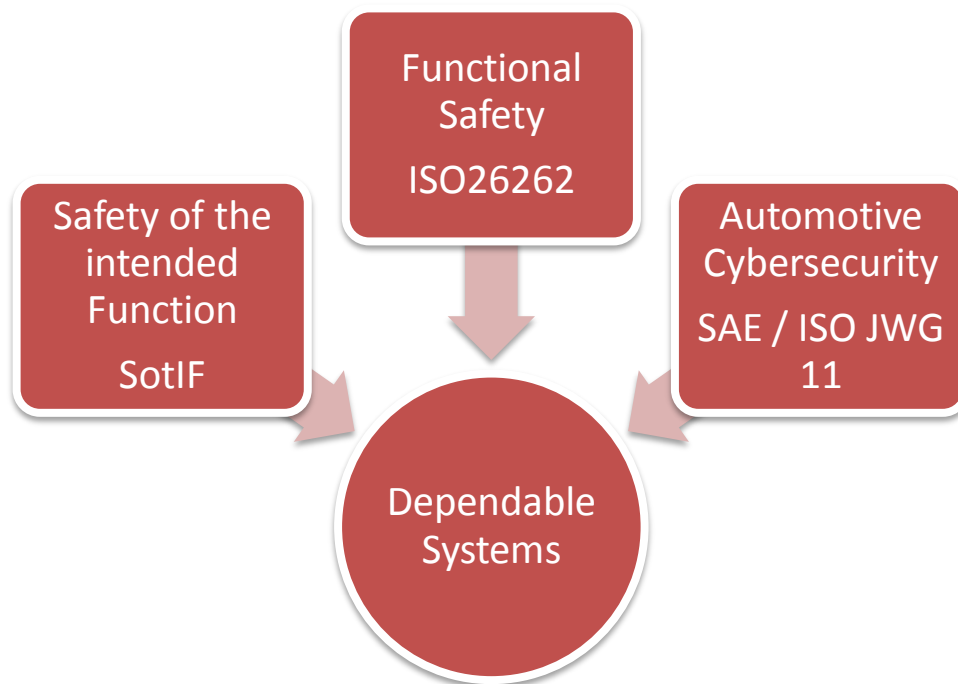 Functional
Safety
ISO26262
Safety of the
intended
Function
SotIF
Automotive
Cybersecurity
SAE / ISO JWG
11
Dependable
Systems